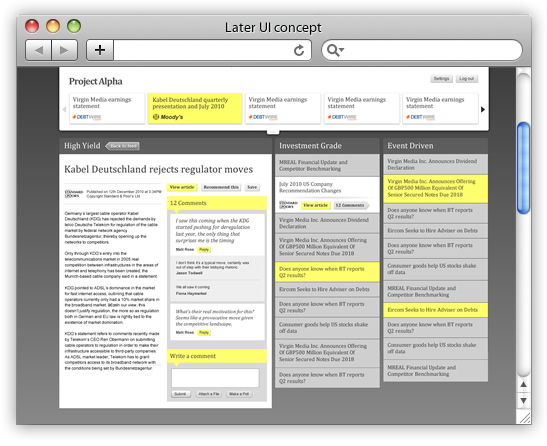 Later UI concept
Project Alpha
Settings
Log out
Virgin Media earnings
statement
DEBTWIRE
Kabel Deutschland quarterly
presentation and July 2010
Moody's
Virgin Media earnings
statement
DEBTWIRE
Virgin Media earnings
statement
DEBTWIRE
Virgin Media earnings
statement
DEBTWIRE
High Yield
Back to feed
Kabel Deutschland rejects regulator moves
STANDARD
&POOR'S
Published on 12th December 2010 at 3:04PM
Copyright Standard & Poor's Ltd
Germany's largest cable operator Kabel
Deutschland (KDG) has rejected the demands by
telco Deutsche Telekom for regulation of the cable
market by federal network agency
Bundesnetzagentur, thereby opening up the
networks to competitors.
Only through KDG's entry into the
telecommunications market in 2005 real
competition between infrastructures in the areas of
internet and telephony has been created, the
Munich-based cable company said in a statement.
KDG pointed to ADSL's dominance in the market
for fast internet access, outlining that cable
operators currently only had a 10% market share in
the broadband market. â€œIn our view, this
doesn't justify regulation, the more so as regulation
both in German and EU law is rightly tied to the
existence of market domination.
KDG's statement refers to comments recently made
by Telekom's CEO Ren Obermann on submitting
cable operators to regulation in order to make their
infrastructure accessible to third-party companies.
As ADSL market leader, Telekom has to grant
competitors access to its broadband network with
the conditions being set by Bundesnetzagentur
View article
Recommend this
Save
12 Comments
I saw this coming when the KDG
started pushing for deregulation
last year, the only thing that
surprises me is the timing
Matt Rose
Reply
I don't think it's a typical move, certainly was
out of step with their lobbying rhetoric.
Jason Tradwell
We all saw it coming
Fiona Haymarket
What's their real motivation for this?
Seems like a provocative move given
the competitive landscape.
Matt Rose
Reply
Write a comment
Submit
Attach a File
Make a Poll
Investment Grade
MREAL Financial Update and
Competitor Benchmarking
July 2010 US Company
Recommendation Changes
STANDARD
&POOR'S
View article
12 Comments
Virgin Media Inc. Announces Dividend
Declaration
Virgin Media Inc. Announces Offering
Of GBP500 Million Equivalent Of
Senior Secured Notes Due 2018
Does anyone know when BT reports
Q2 results?
Eircom Seeks to Hire Adviser on Debts
MREAL Financial Update and
Competitor Benchmarking
Consumer goods help US stocks shake
off data
Virgin Media Inc. Announces Offering
Of GBP500 Million Equivalent Of
Senior Secured Notes Due 2018
Does anyone know when BT reports
Q2 results?
Event Driven
Virgin Media Inc. Announces Dividend
Declaration
Virgin Media Inc. Announces Offering
Of GBP500 Million Equivalent Of
Senior Secured Notes Due 2018
Does anyone know when BT reports
Q2 results?
Eircom Seeks to Hire Adviser on Debts
Consumer goods help US stocks shake
off data
MREAL Financial Update and
Competitor Benchmarking
Eircom Seeks to Hire Adviser on Debts
Does anyone know when BT reports
Q2 results?
Consumer goods help US stocks shake
off data
MREAL Financial Update and
Competitor Benchmarking